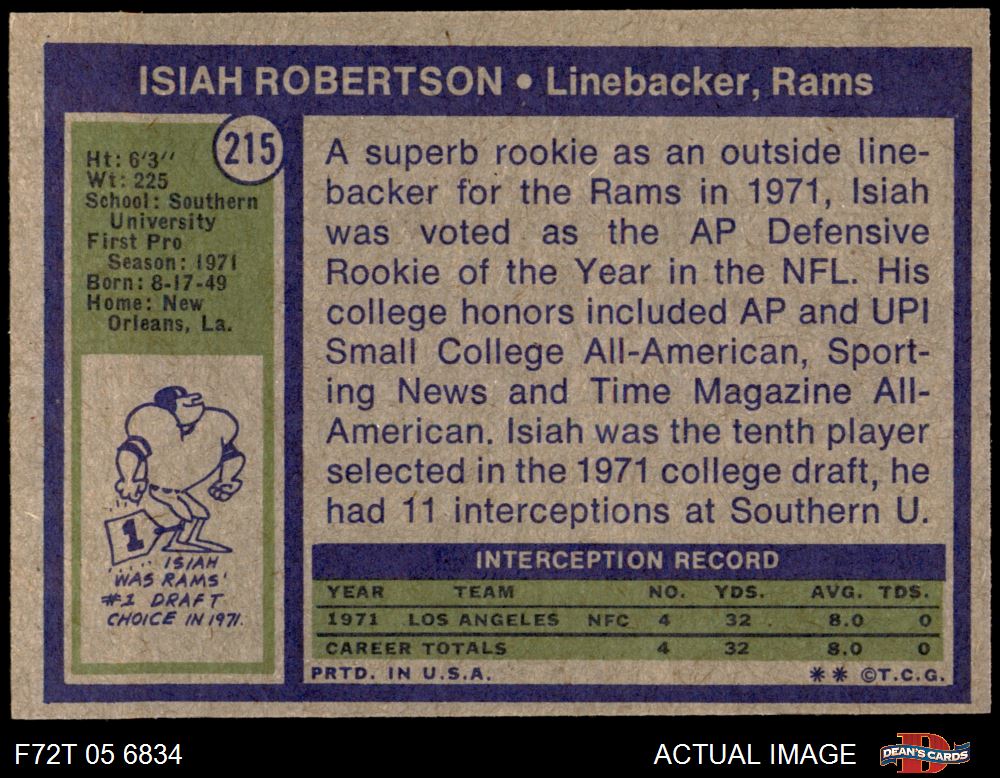 ISIAH ROBERTSON • Linebacker, Rams
215
Ht: 6'3"
Wt: 225
School: Southern
University
First Pro
Season: 1971
Born: 8-17-49
Home: New
Orleans, La.
A superb rookie as an outside line-
backer for the Rams in 1971, Isiah
was voted as the AP Defensive
Rookie of the Year in the NFL. His
college honors included AP and UPI
Small College All-American, Sport-
ing News and Time Magazine All-
American. Isiah was the tenth player
selected in the 1971 college draft, he
had 11 interceptions at Southern U.
1
..... ISIAH
WAS RAMS'
#1 DRAFT
CHOICE IN 1971.
INTERCEPTION RECORD
YEAR TEAM NO. YDS. AVG. TDS.
1971 LOS ANGELES NFC 4 32 8.0 0
CAREER TOTALS 4 32 8.0 0
PRTD. IN U.S.A. ** ©T.C.G.
F72T 05 6834
ACTUAL IMAGE
D
DEAN'S CARDS